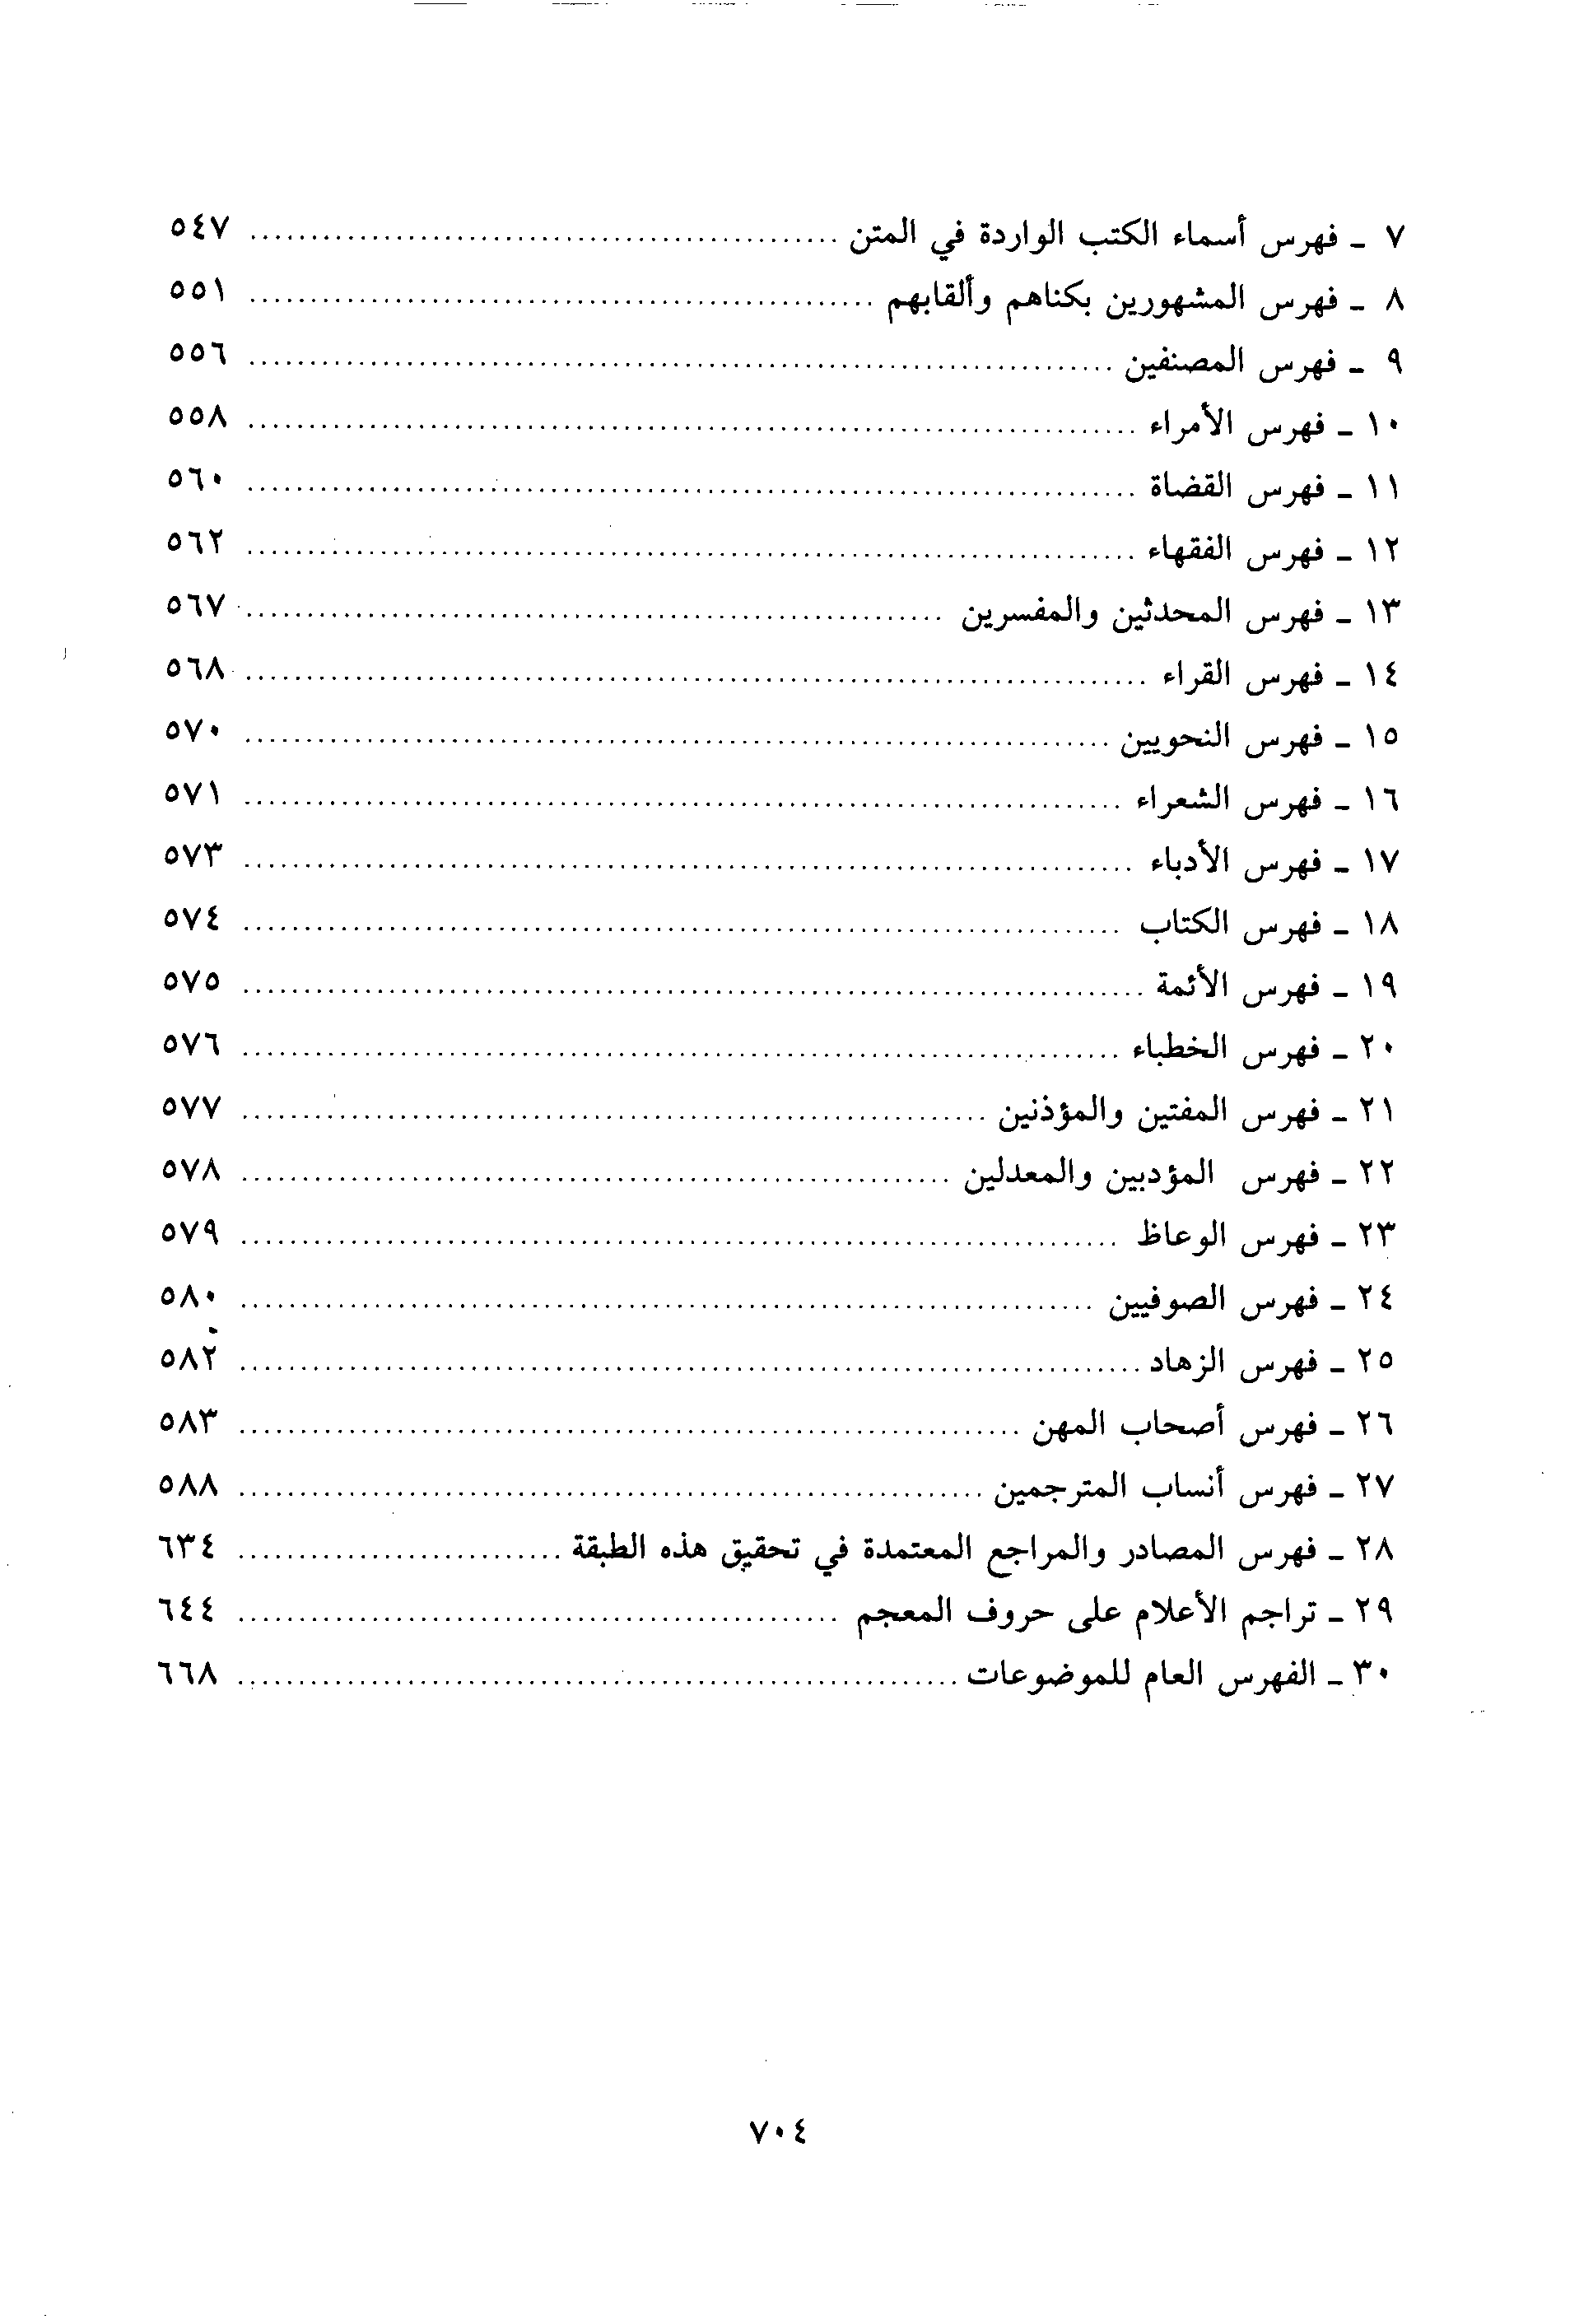 ٧ - فهرس أسماء الكتب الواردة في المتن ........ ٥٤٧
٨ - فهرس المشهورين بكناهم وألقابهم ........ ٥٥١
٩ - فهرس المصنفين ........ ٥٥٦
١٠ - فهرس الأمراء ........ ٥٥٨
١١ - فهرس القضاة ........ ٥٦٠
١٢ - فهرس الفقهاء ........ ٥٦٢
١٣ - فهرس المحدثين والمفسرين ........ ٥٦٧
١٤ - فهرس القراء ........ ٥٦٨
١٥ - فهرس النحويين ........ ٥٧٠
١٦ - فهرس الشعراء ........ ٥٧١
١٧ - فهرس الأدباء ........ ٥٧٣
١٨ - فهرس الكتاب ........ ٥٧٤
١٩ - فهرس الأئمة ........ ٥٧٥
٢٠ - فهرس الخطباء ........ ٥٧٦
٢١ - فهرس المفتين والمؤذنين ........ ٥٧٧
٢٢ - فهرس المؤدبين والمعدلين ........ ٥٧٨
٢٣ - فهرس الوعاظ ........ ٥٧٩
٢٤ - فهرس الصوفيين ........ ٥٨٠
٢٥ - فهرس الزهاد ........ ٥٨٢
٢٦ - فهرس أصحاب المهن ........ ٥٨٣
٢٧ - فهرس أنساب المترجمين ........ ٥٨٨
٢٨ - فهرس المصادر والمراجع المعتمدة في تحقيق هذه الطبقة ........ ٦٣٤
٢٩ - تراجم الأعلام على حروف المعجم ........ ٦٤٤
٣٠ - الفهرس العام للموضوعات ........ ٦٦٨
٧٠٤